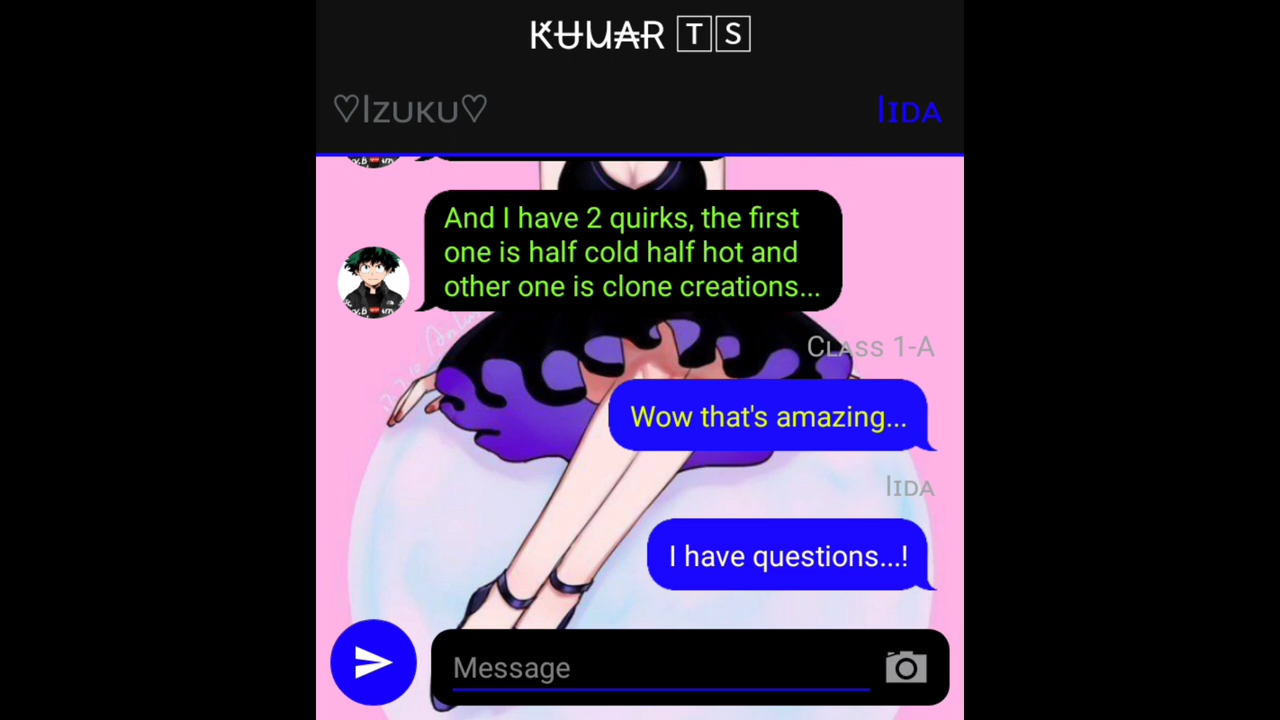 KUUAR 🅃🅂
♡Izuku♡
Iida
And I have 2 quirks, the first
one is half cold half hot and
other one is clone creations...
Class 1-A
Wow that's amazing...
Iida
I have questions...!
Message